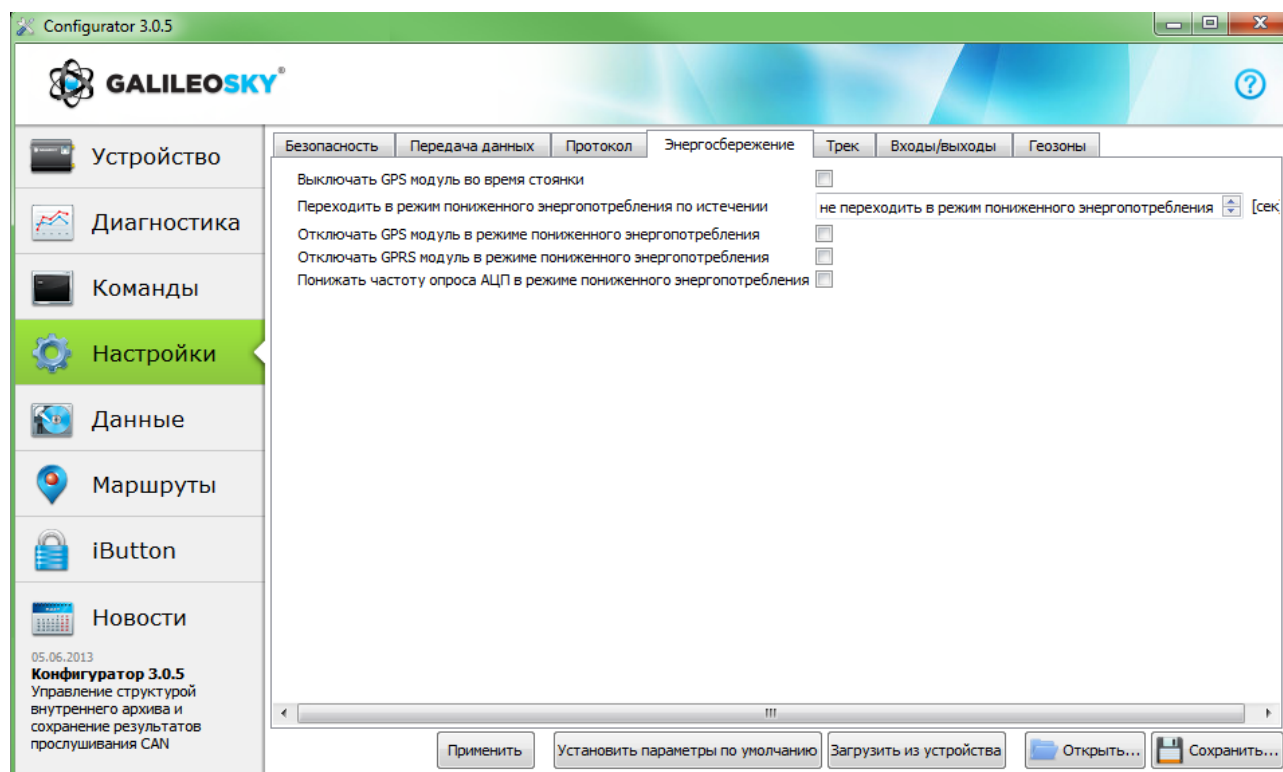 Configurator 3.0.5
GALILEOSKY®
?
Устройство
Диагностика
Команды
Настройки
Данные
Маршруты
iButton
Новости
05.06.2013
Конфигуратор 3.0.5
Управление структурой
внутреннего архива и
сохранение результатов
прослушивания CAN
Безопасность Передача данных Протокол Энергосбережение Трек Входы/выходы Геозоны
Выключать GPS модуль во время стоянки
Переходить в режим пониженного энергопотребления по истечении не переходить в режим пониженного энергопотребления [сек
Отключать GPS модуль в режиме пониженного энергопотребления
Отключать GPRS модуль в режиме пониженного энергопотребления
Понижать частоту опроса АЦП в режиме пониженного энергопотребления
Применить Установить параметры по умолчанию Загрузить из устройства Открыть... Сохранить...